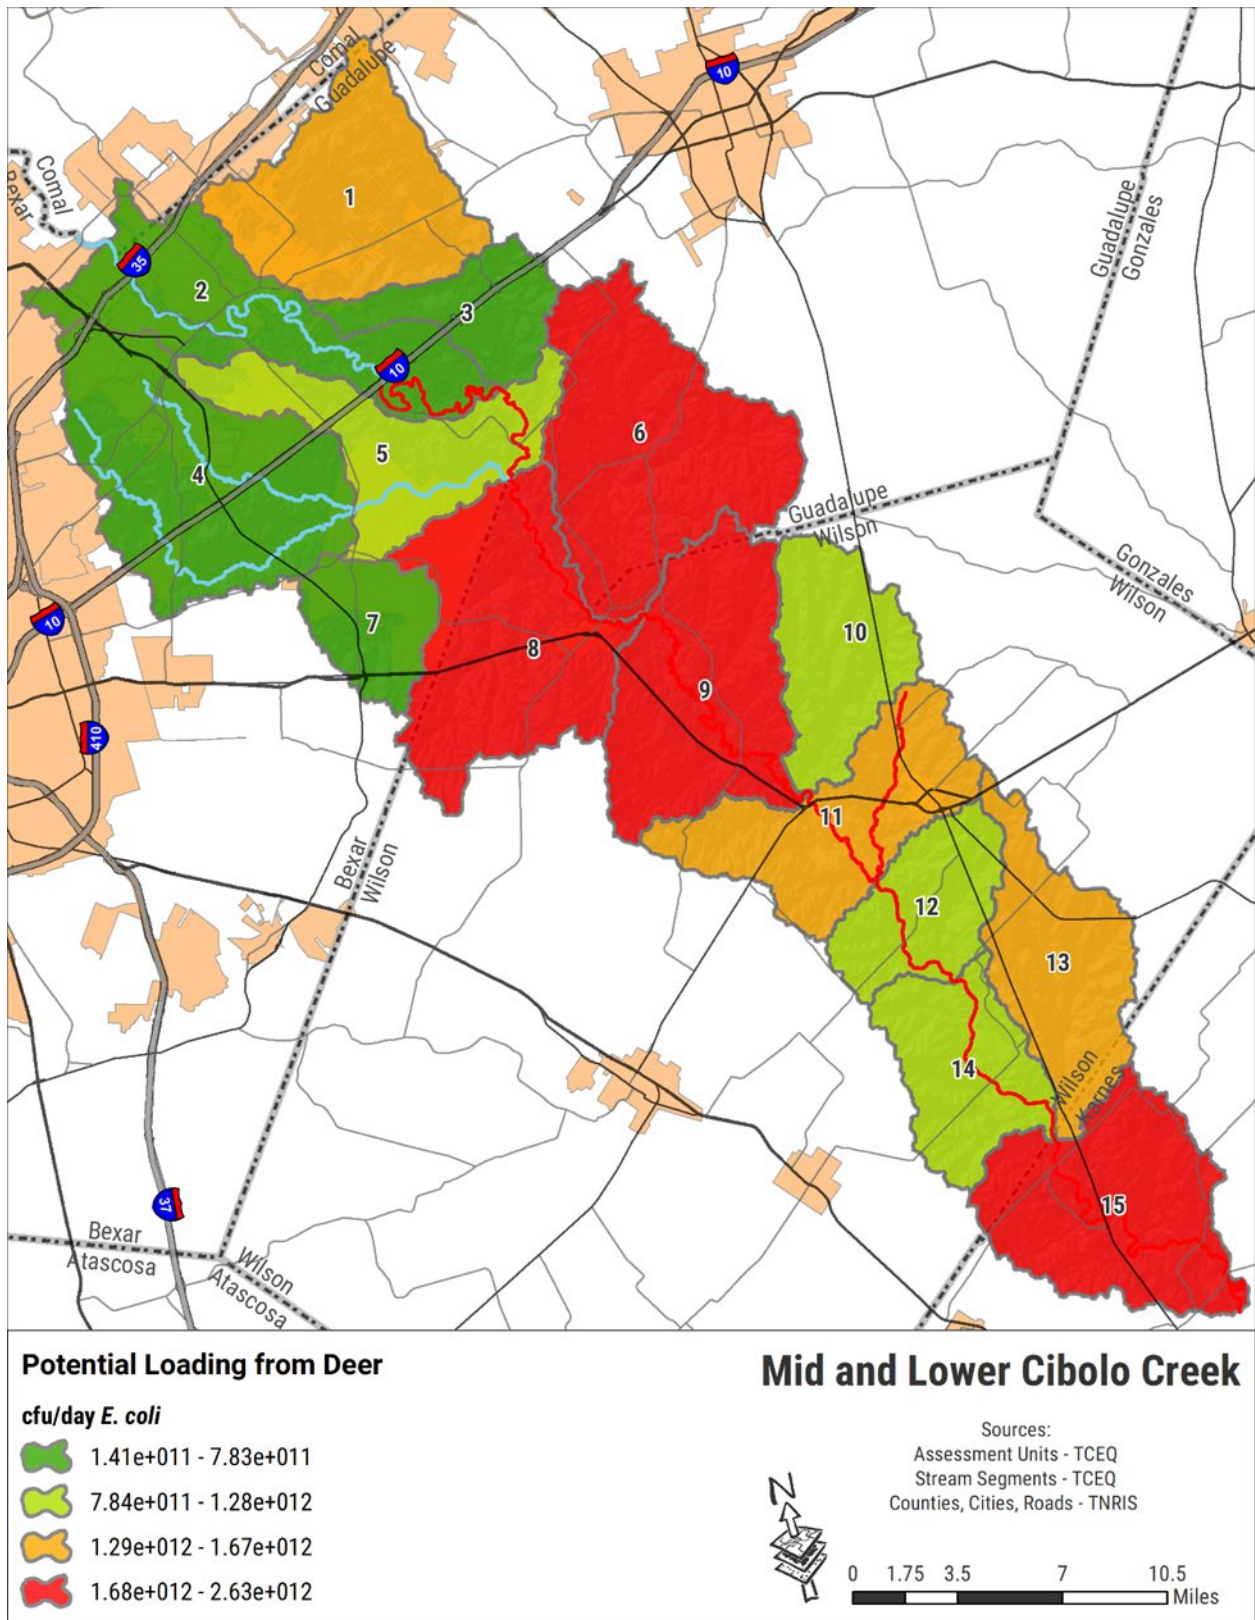 Comal
Guadalupe
10
Comal
Bexar
Guadalupe
Gonzales
1
35
2
3
10
6
5
4
Guadalupe
Wilson
Gonzales
Wilson
10
7
10
8
9
410
11
Bexar
Wilson
12
13
14
Wilson
Karnes
37
15
Bexar
Atascosa
Wilson
Atascosa
Potential Loading from Deer
cfu/day E. coli
1.41e+011 - 7.83e+011
7.84e+011 - 1.28e+012
1.29e+012 - 1.67e+012
1.68e+012 - 2.63e+012
Mid and Lower Cibolo Creek
Sources:
Assessment Units - TCEQ
Stream Segments - TCEQ
Counties, Cities, Roads - TNRIS
N
0 1.75 3.5 7 10.5
Miles